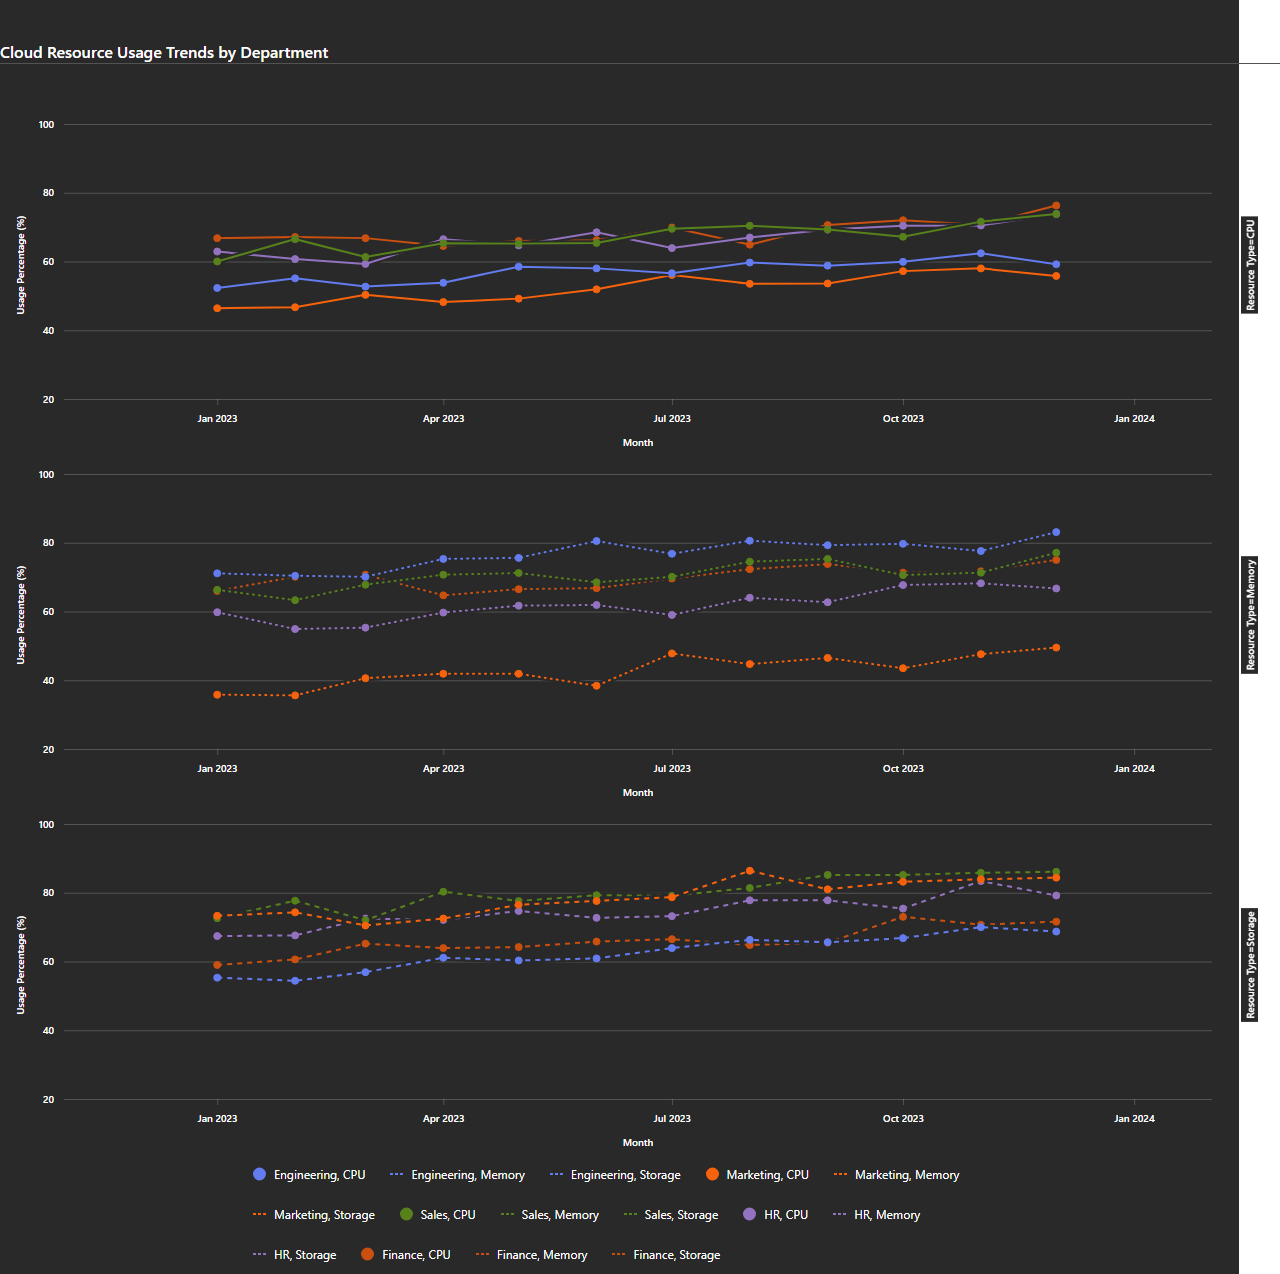 Cloud Resource Usage Trends by Department
100
80
60
40
20
Usage Percentage (%)
Jan 2023 Apr 2023 Jul 2023 Oct 2023 Jan 2024
Month
Resource Type=CPU
100
80
60
40
20
Usage Percentage (%)
Jan 2023 Apr 2023 Jul 2023 Oct 2023 Jan 2024
Month
Resource Type=Memory
100
80
60
40
20
Usage Percentage (%)
Jan 2023 Apr 2023 Jul 2023 Oct 2023 Jan 2024
Month
Resource Type=Storage
Engineering, CPU Engineering, Memory Engineering, Storage Marketing, CPU Marketing, Memory
Marketing, Storage Sales, CPU Sales, Memory Sales, Storage HR, CPU HR, Memory
HR, Storage Finance, CPU Finance, Memory Finance, Storage